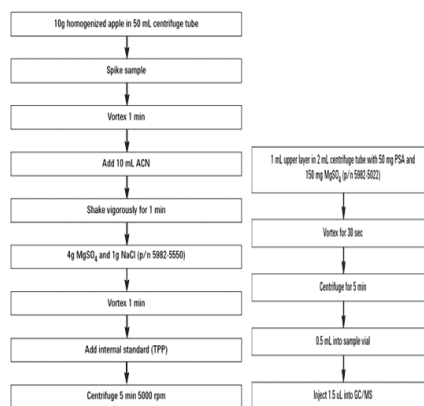 10g homogenized apple in 50 mL centrifuge tube
Spike sample
Vortex 1 min
Add 10 mL ACN
Shake vigorously for 1 min
4g MgSO₄ and 1g NaCl (p/n 5982-5550)
Vortex 1 min
Add internal standard (TPP)
Centrifuge 5 min 5000 rpm
1 mL upper layer in 2 mL centrifuge tube with 50 mg PSA and
150 mg MgSO₄ (p/n 5982-5022)
Vortex for 30 sec
Centrifuge for 5 min
0.5 mL into sample vial
Inject 1.5 uL into GC/MS